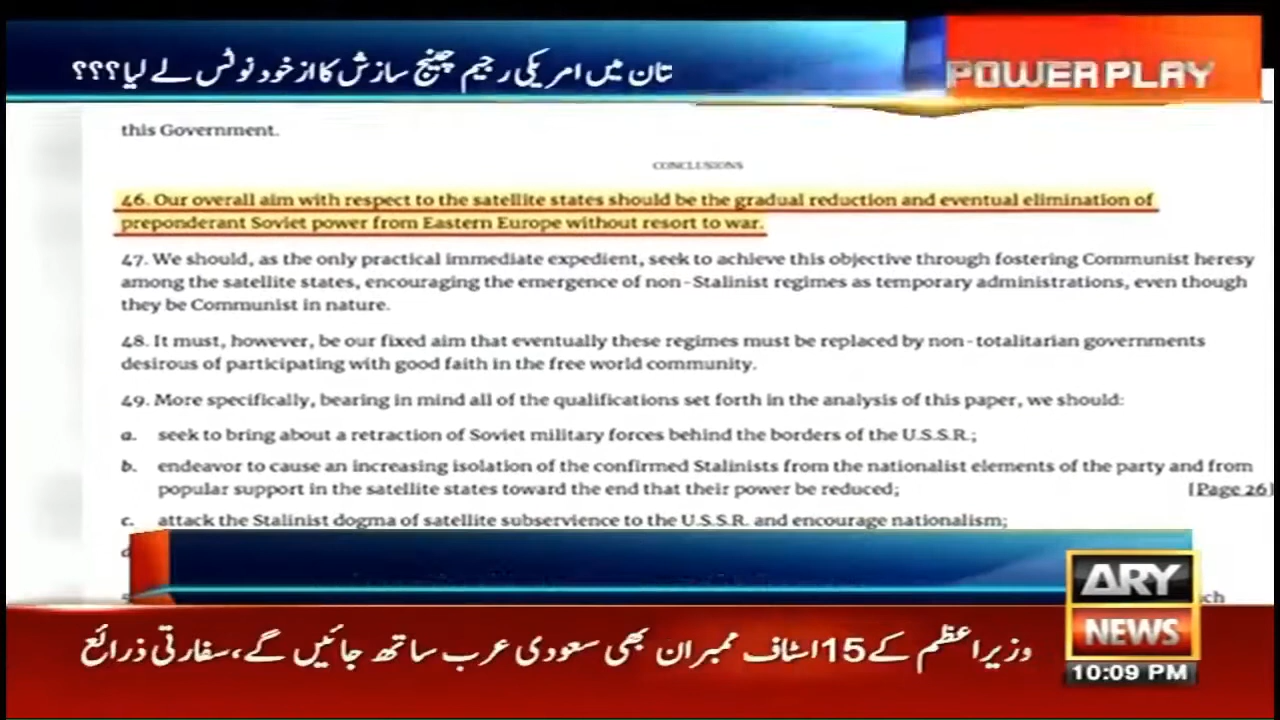 تان میں امریکی رجیم چینج سازش کا از خود نوٹس لے لیا؟؟؟
POWER PLAY
this Government.
CONCLUSIONS
46. Our overall aim with respect to the satellite states should be the gradual reduction and eventual elimination of
preponderant Soviet power from Eastern Europe without resort to war.
47. We should, as the only practical immediate expedient, seek to achieve this objective through fostering Communist heresy
among the satellite states, encouraging the emergence of non-Stalinist regimes as temporary administrations, even though
they be Communist in nature.
48. It must, however, be our fixed aim that eventually these regimes must be replaced by non-totalitarian governments
desirous of participating with good faith in the free world community.
49. More specifically, bearing in mind all of the qualifications set forth in the analysis of this paper, we should:
a. seek to bring about a retraction of Soviet military forces behind the borders of the U.S.S.R.;
b. endeavor to cause an increasing isolation of the confirmed Stalinists from the nationalist elements of the party and from
popular support in the satellite states toward the end that their power be reduced;
[Page 26]
c. attack the Stalinist dogma of satellite subservience to the U.S.S.R. and encourage nationalism;
ARY
NEWS
10:09 PM
وزیراعظم کے 15 اسٹاف ممبران بھی سعودی عرب ساتھ جائیں گے، سفارتی ذرائع